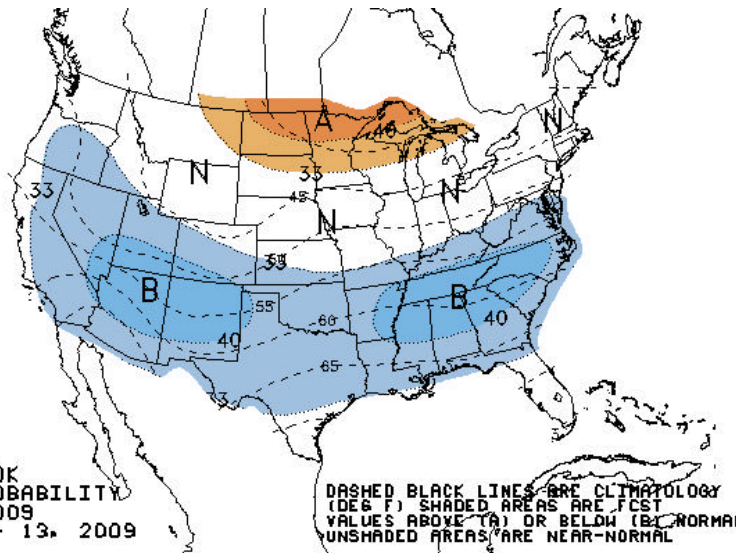 A
40
N
N
33
33
45
N
N
B
55
B
60
40
40
65
OK
OBABILITY
009
- 13, 2009
DASHED BLACK LINES ARE CLIMATOLOGY
(DEG F) SHADED AREAS ARE FCST
VALUES ABOVE (A) OR BELOW (B) NORMAL
UNSHADED AREAS ARE NEAR-NORMAL